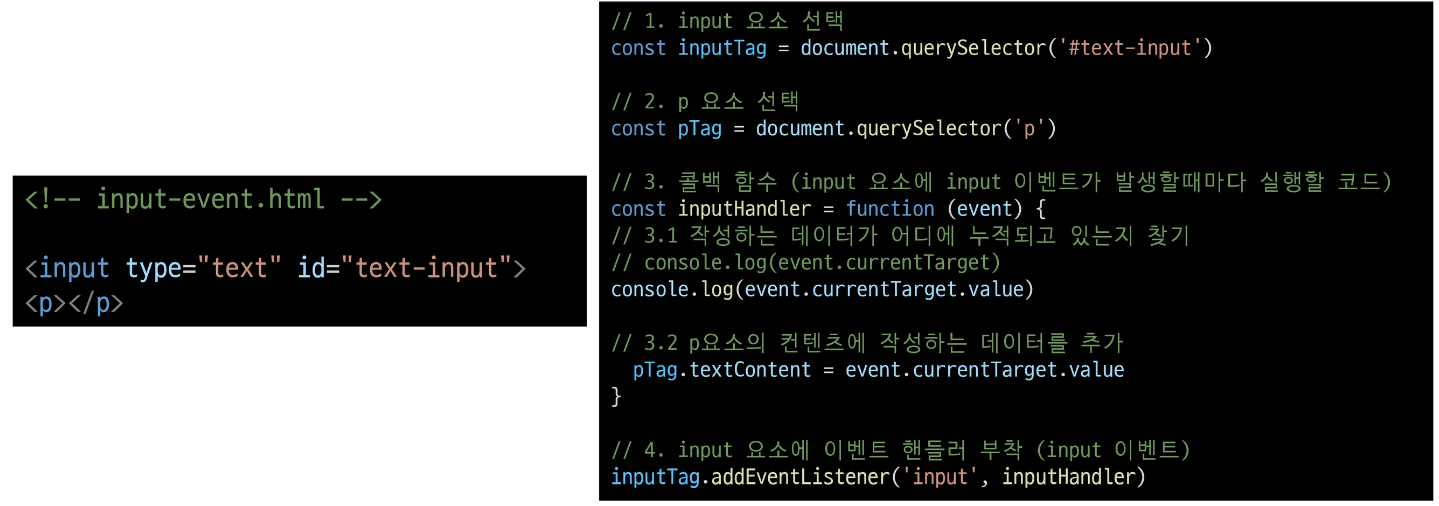 <!-- input-event.html -->
<input type="text" id="text-input">
<p></p>
// 1. input 요소 선택
const inputTag = document.querySelector('#text-input')
// 2. p 요소 선택
const pTag = document.querySelector('p')
// 3. 콜백 함수 (input 요소에 input 이벤트가 발생할때마다 실행할 코드)
const inputHandler = function (event) {
// 3.1 작성하는 데이터가 어디에 누적되고 있는지 찾기
// console.log(event.currentTarget)
console.log(event.currentTarget.value)
// 3.2 p요소의 컨텐츠에 작성하는 데이터를 추가
pTag.textContent = event.currentTarget.value
}
// 4. input 요소에 이벤트 핸들러 부착 (input 이벤트)
inputTag.addEventListener('input', inputHandler)